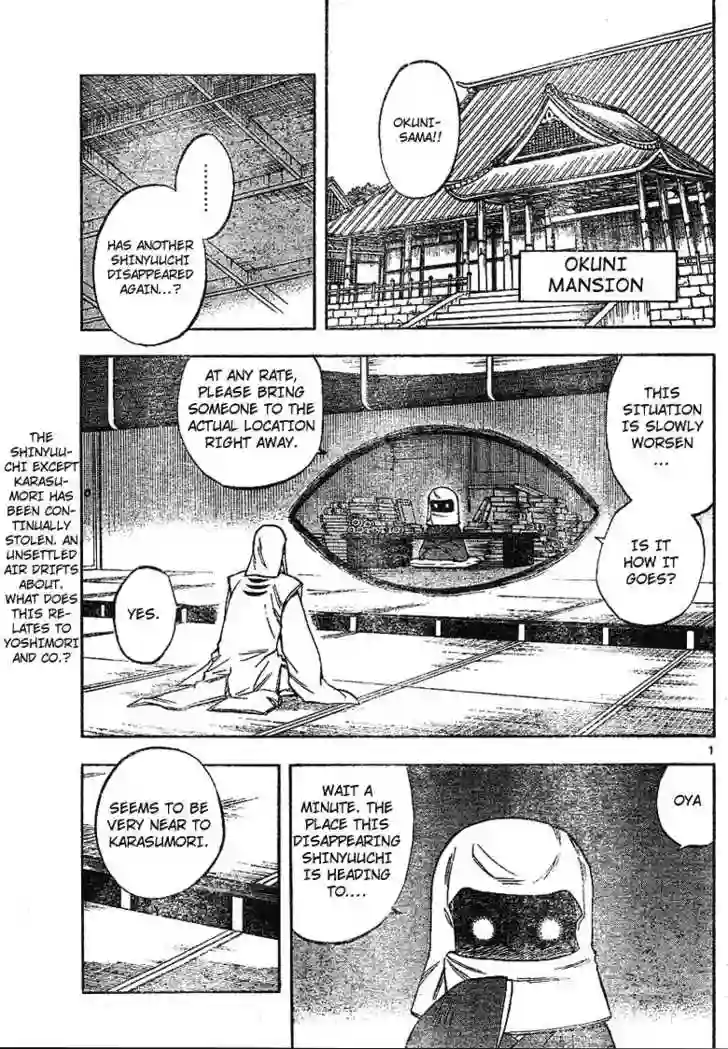 OKUNI-
SAMA!!
OKUNI
MANSION
........
HAS ANOTHER
SHINYUUCHI
DISAPPEARED
AGAIN...?
THIS
SITUATION
IS SLOWLY
WORSEN
...
IS IT
HOW IT
GOES?
AT ANY RATE,
PLEASE BRING
SOMEONE TO THE
ACTUAL LOCATION
RIGHT AWAY.
YES.
THE
SHINYUU-
CHI EXCEPT
KARASU-
MORI HAS
BEEN CON-
TINUALLY
STOLEN. AN
UNSETTLED
AIR DRIFTS
ABOUT.
WHAT DOES
THIS RE-
LATES TO
YOSHIMORI
AND CO.?
1
OYA
WAIT A
MINUTE. THE
PLACE THIS
DISAPPEARING
SHINYUUCHI
IS HEADING
TO....
SEEMS TO BE
VERY NEAR TO
KARASUMORI.